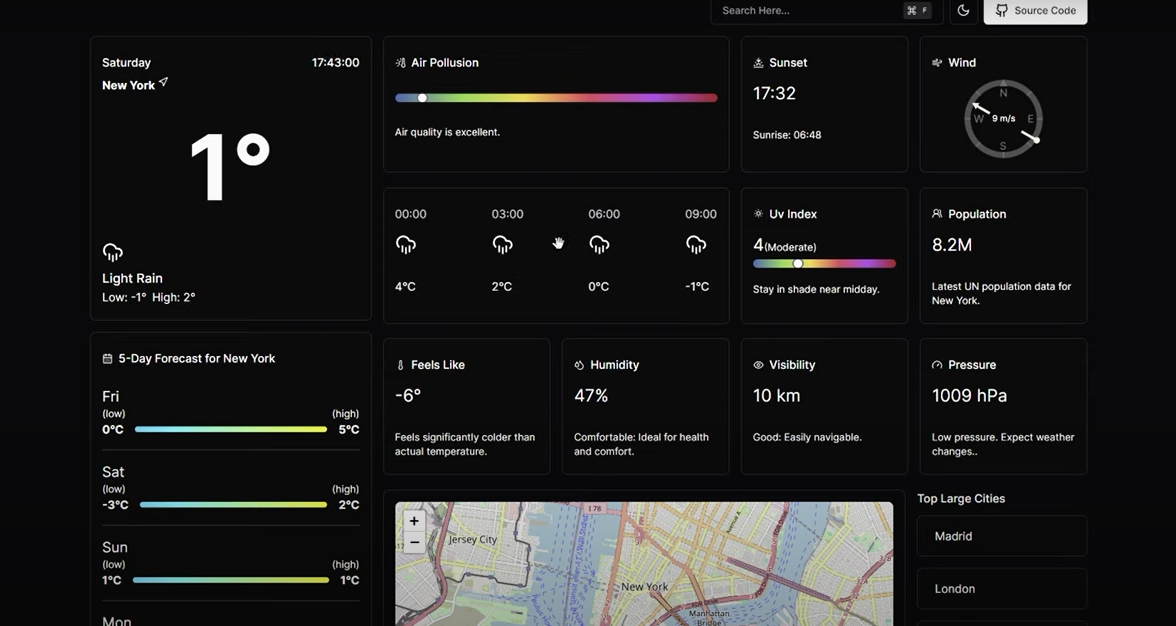 Search Here...
⌘ F
Source Code
Saturday
17:43:00
New York
1°
Light Rain
Low: -1° High: 2°
Air Pollusion
Air quality is excellent.
Sunset
17:32
Sunrise: 06:48
Wind
N
W
9 m/s
E
S
00:00
03:00
06:00
09:00
4°C
2°C
0°C
-1°C
Uv Index
4(Moderate)
Stay in shade near midday.
Population
8.2M
Latest UN population data for
New York.
5-Day Forecast for New York
Fri
(low)
(high)
0°C
5°C
Sat
(low)
(high)
-3°C
2°C
Sun
(low)
(high)
1°C
1°C
Mon
Feels Like
-6°
Feels significantly colder than
actual temperature.
Humidity
47%
Comfortable: Ideal for health
and comfort.
Visibility
10 km
Good: Easily navigable.
Pressure
1009 hPa
Low pressure. Expect weather
changes..
+
−
I 78
Jersey City
New York
Manhattan
Bridge
Top Large Cities
Madrid
London